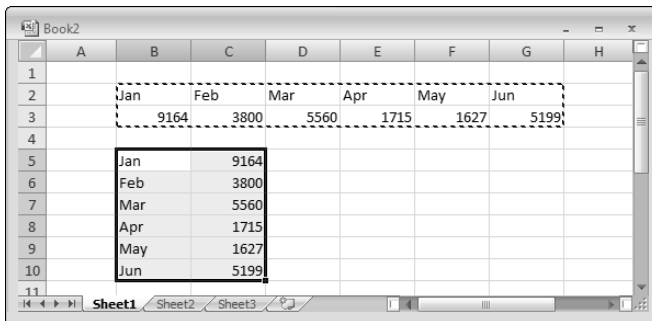 Book2
A B C D E F G H
1
2 Jan Feb Mar Apr May Jun
3 9164 3800 5560 1715 1627 5199
4
5 Jan 9164
6 Feb 3800
7 Mar 5560
8 Apr 1715
9 May 1627
10 Jun 5199
11
Sheet1 Sheet2 Sheet3